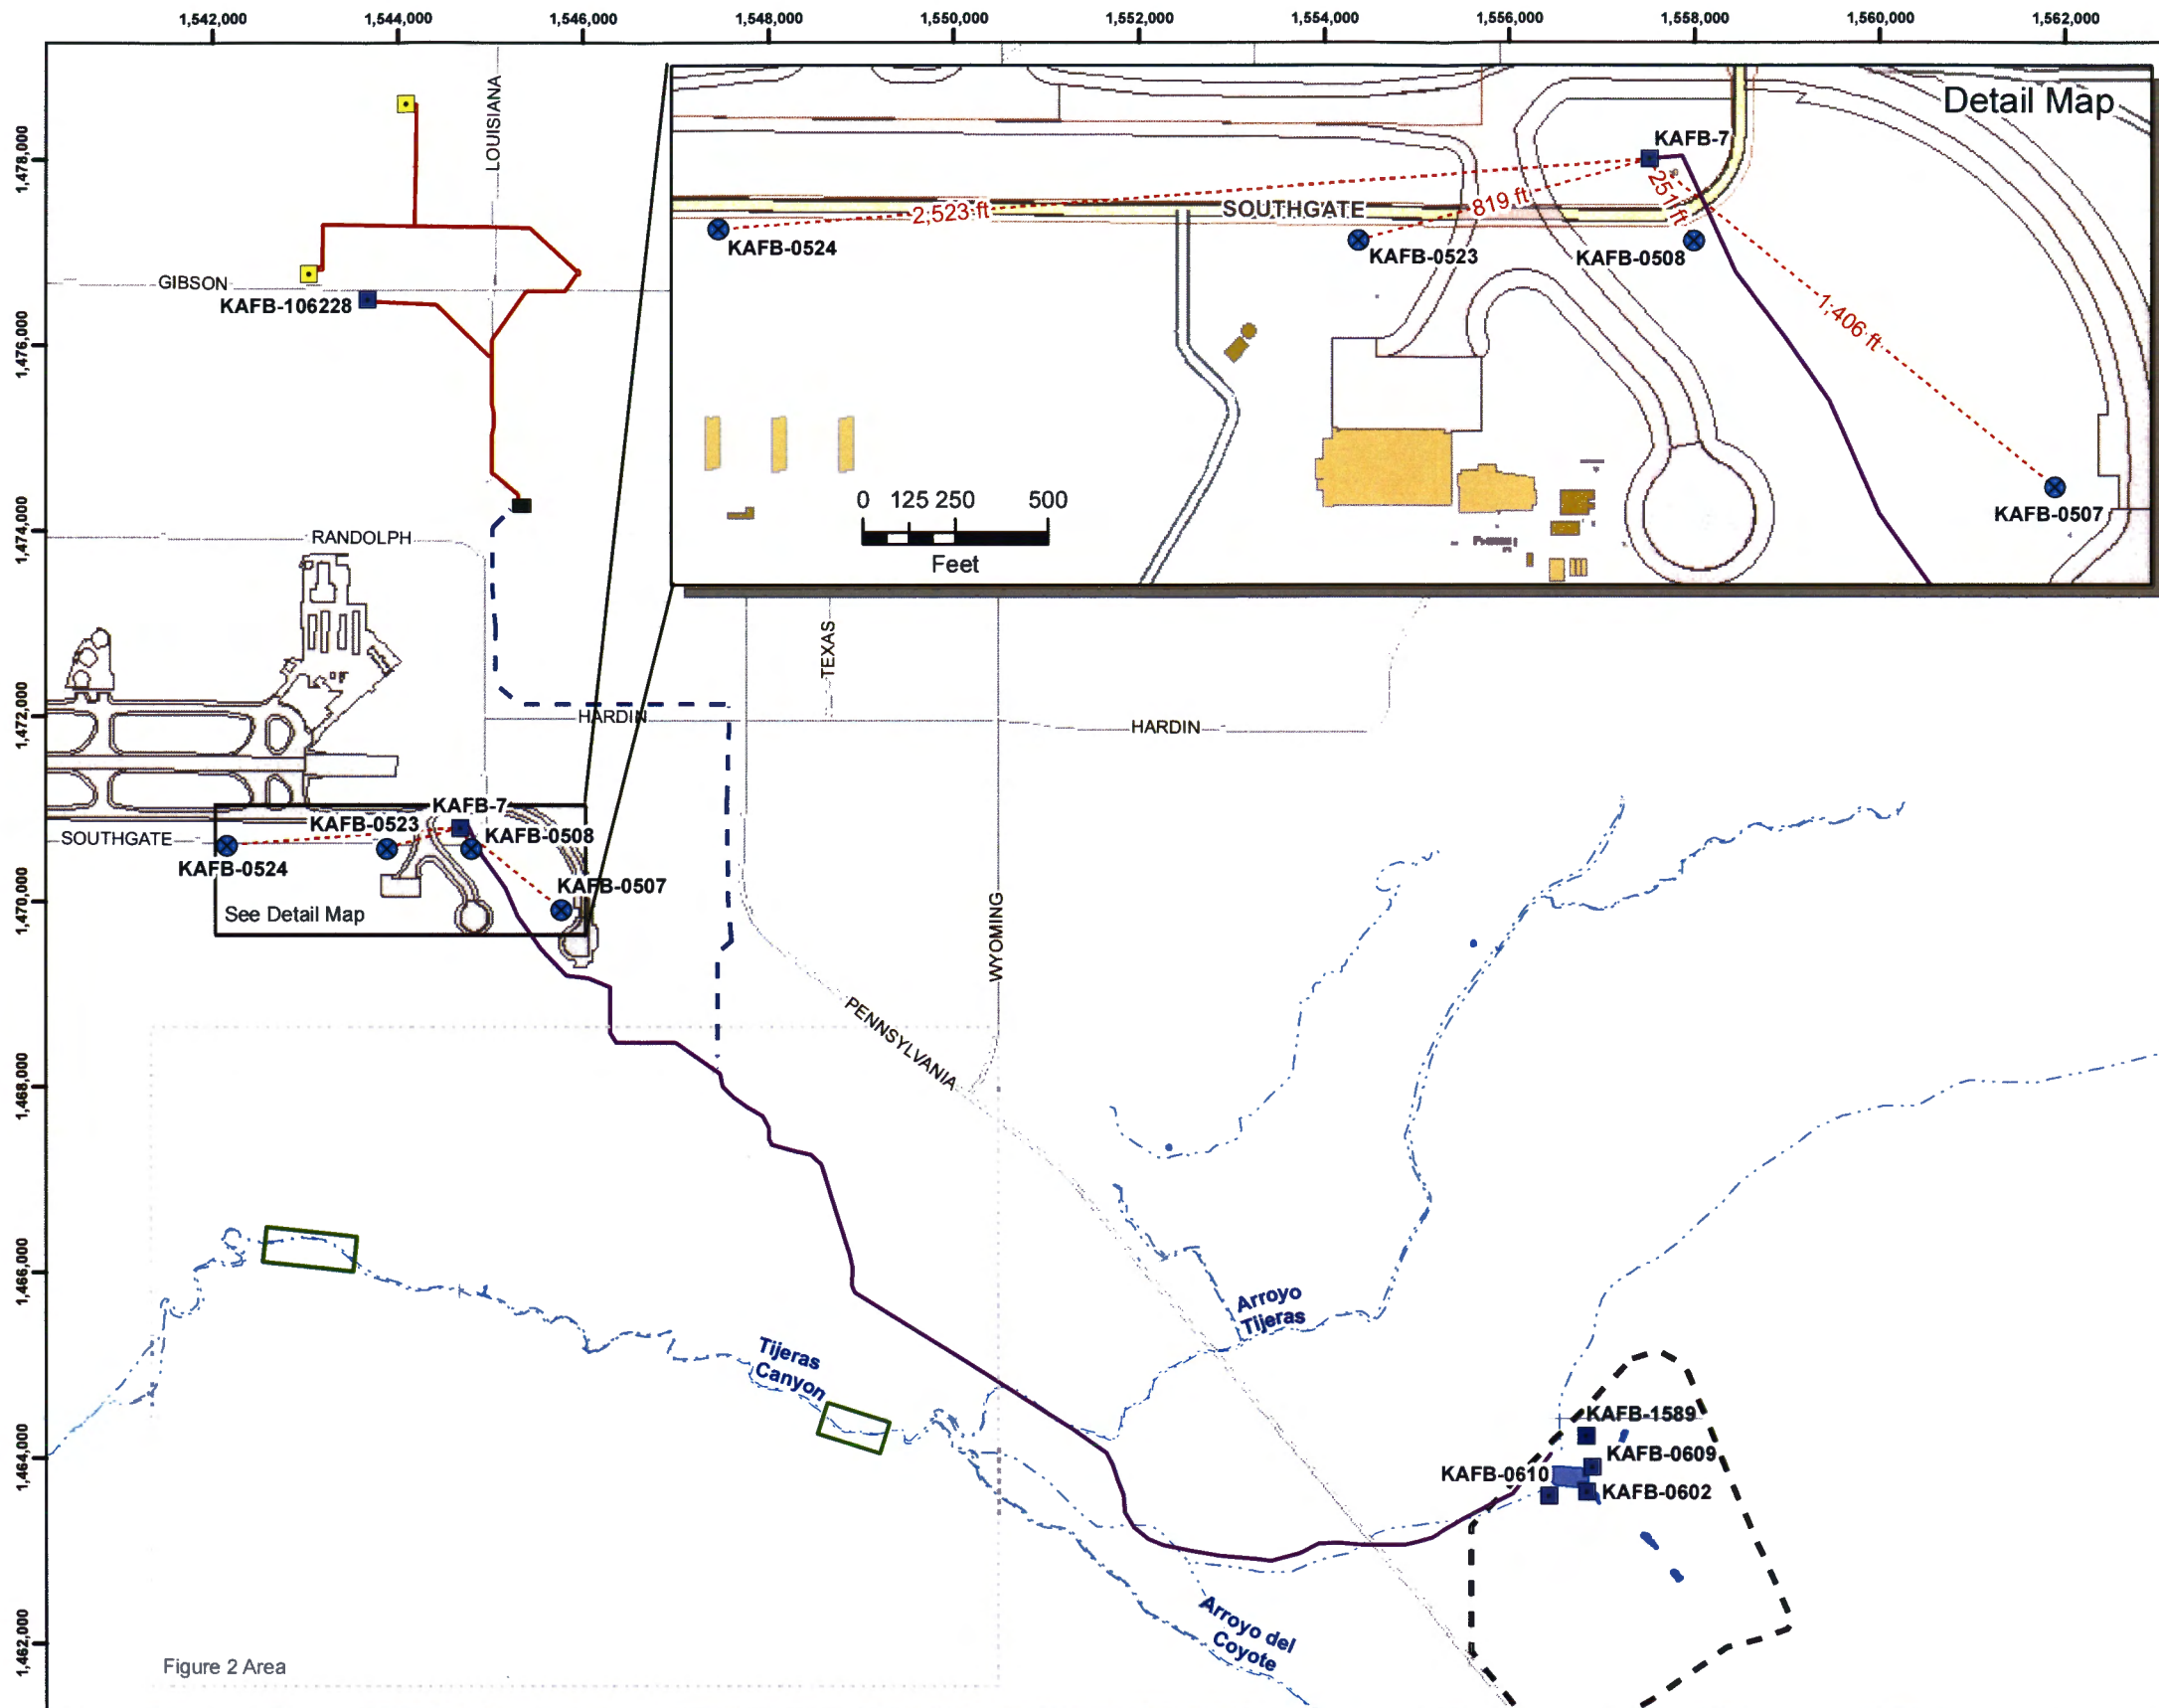 1,542,000
1,544,000
1,546,000
1,548,000
1,550,000
1,552,000
1,554,000
1,556,000
1,558,000
1,560,000
1,562,000
1,478,000
1,476,000
1,474,000
1,472,000
1,470,000
1,468,000
1,466,000
1,464,000
1,462,000
LOUISIANA
GIBSON
KAFB-106228
RANDOLPH
Detail Map
KAFB-7
2,523 ft
SOUTHGATE
819 ft
251 ft
KAFB-0524
KAFB-0523
KAFB-0508
1,406 ft
KAFB-0507
0 125 250 500
Feet
TEXAS
HARDIN
HARDIN
KAFB-7
KAFB-0523
KAFB-0508
SOUTHGATE
KAFB-0524
KAFB-0507
See Detail Map
WYOMING
PENNSYLVANIA
Arroyo
Tijeras
Tijeras
Canyon
KAFB-1589
KAFB-0609
KAFB-0610
KAFB-0602
Arroyo del
Coyote
Figure 2 Area